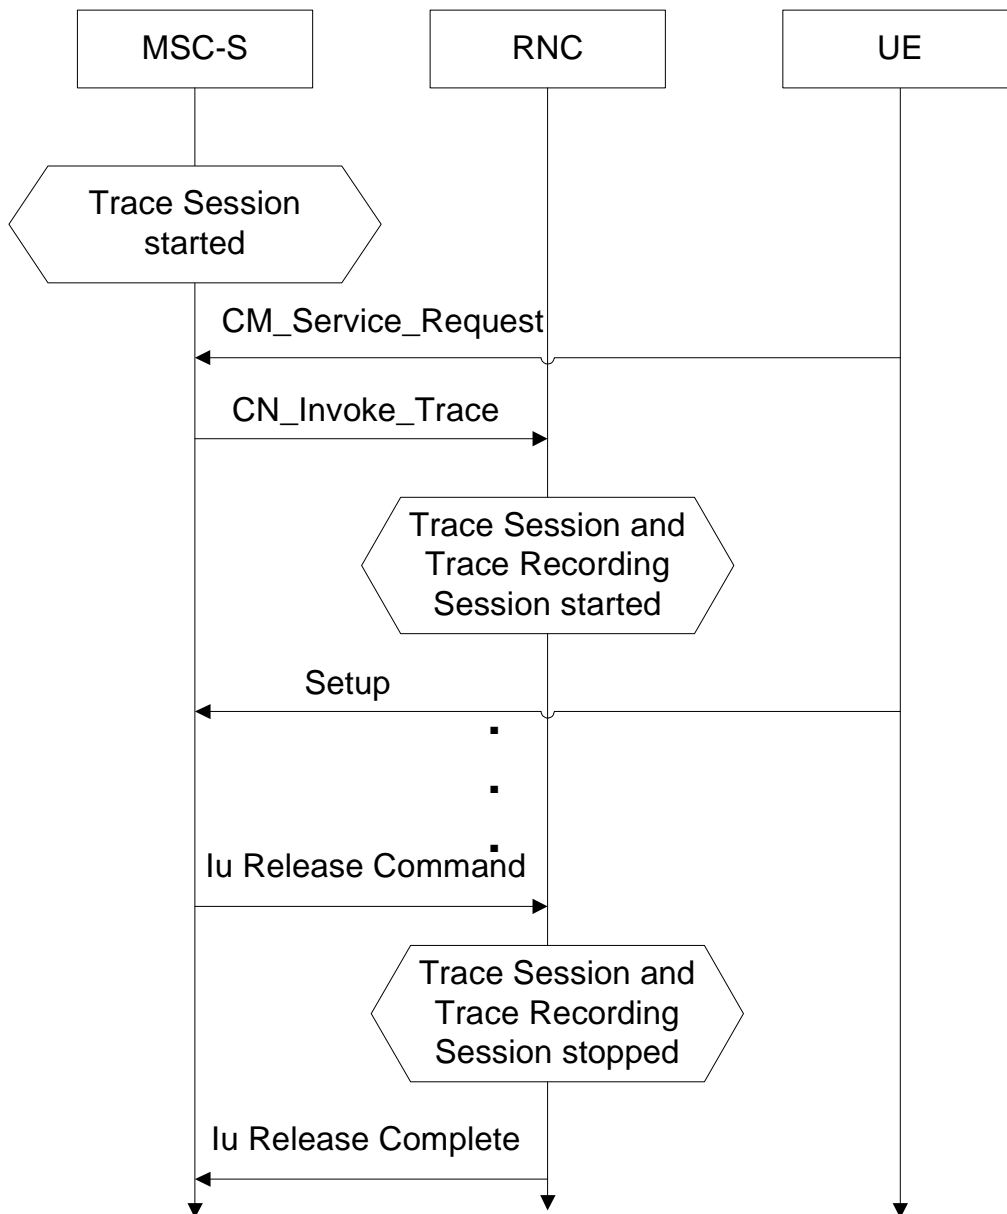 MSC-S
RNC
UE
Trace Session
started
CM_Service_Request
CN_Invoke_Trace
Trace Session and
Trace Recording
Session started
Setup
Iu Release Command
Trace Session and
Trace Recording
Session stopped
Iu Release Complete